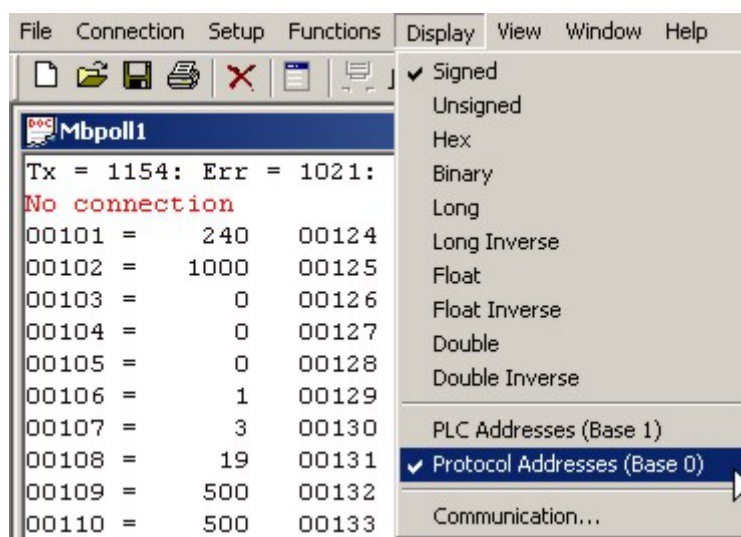 File Connection Setup Functions Display View Window Help
Mbpoll1
Tx = 1154: Err = 1021:
No connection
00101 = 240 00124
00102 = 1000 00125
00103 = 0 00126
00104 = 0 00127
00105 = 0 00128
00106 = 1 00129
00107 = 3 00130
00108 = 19 00131
00109 = 500 00132
00110 = 500 00133
Signed
Unsigned
Hex
Binary
Long
Long Inverse
Float
Float Inverse
Double
Double Inverse
PLC Addresses (Base 1)
Protocol Addresses (Base 0)
Communication...